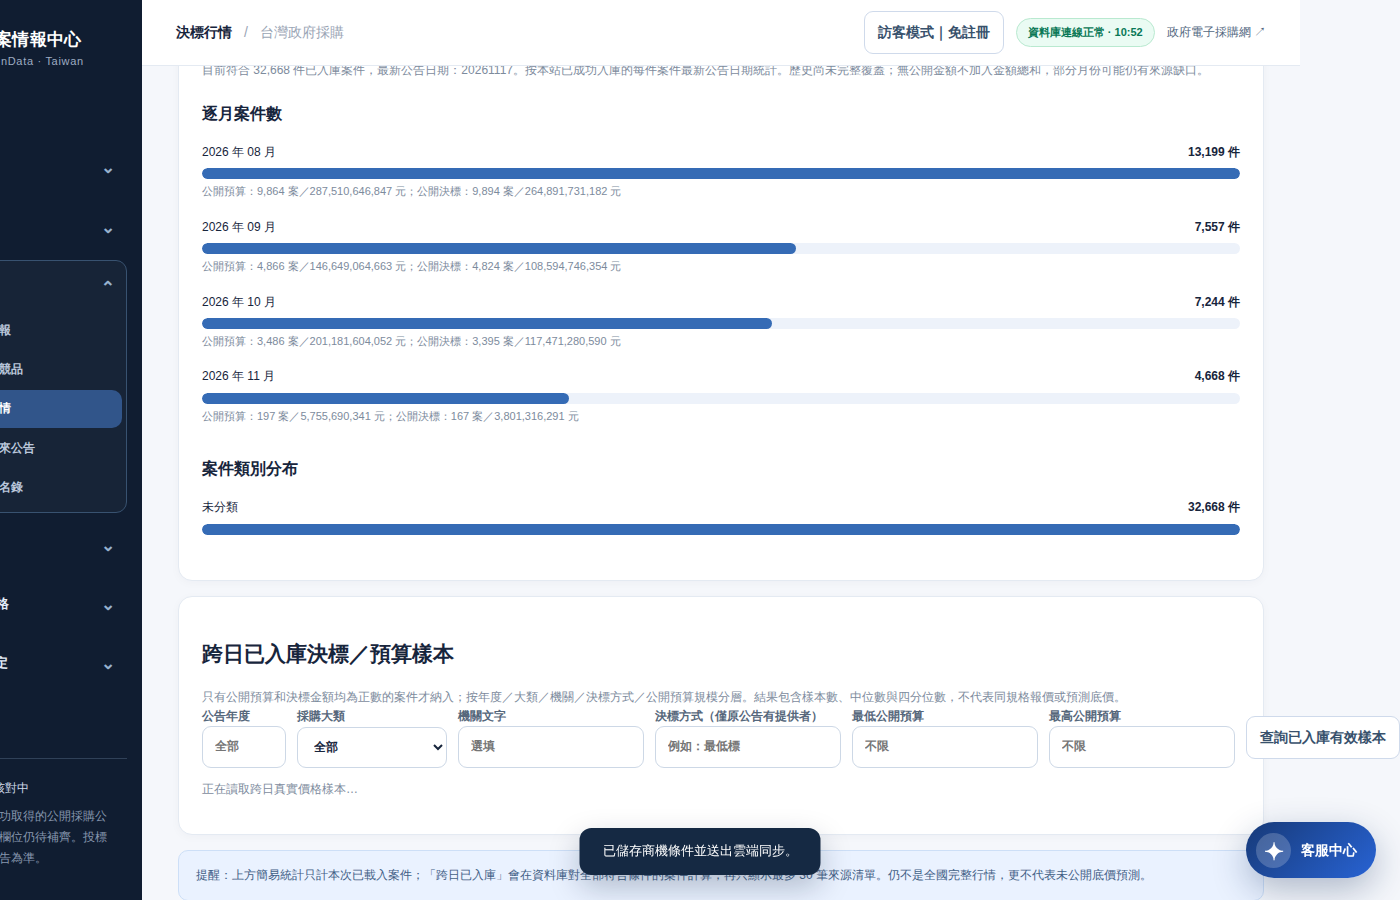 案情報中心
nData · Taiwan
報
競品
情
來公告
名錄
格
定
核對中
功取得的公開採購公
欄位仍待補齊。投標
告為準。
決標行情 / 台灣政府採購
訪客模式｜免註冊
資料庫連線正常 · 10:52
政府電子採購網 ↗
目前符合 32,668 件已入庫案件，最新公告日期：20261117。按本站已成功入庫的每件案件最新公告日期統計。歷史尚未完整覆蓋；無公開金額不加入金額總和，部分月份可能仍有來源缺口。
逐月案件數
2026 年 08 月 13,199 件
公開預算：9,864 案／287,510,646,847 元；公開決標：9,894 案／264,891,731,182 元
2026 年 09 月 7,557 件
公開預算：4,866 案／146,649,064,663 元；公開決標：4,824 案／108,594,746,354 元
2026 年 10 月 7,244 件
公開預算：3,486 案／201,181,604,052 元；公開決標：3,395 案／117,471,280,590 元
2026 年 11 月 4,668 件
公開預算：197 案／5,755,690,341 元；公開決標：167 案／3,801,316,291 元
案件類別分布
未分類 32,668 件
跨日已入庫決標／預算樣本
只有公開預算和決標金額均為正數的案件才納入；按年度／大類／機關／決標方式／公開預算規模分層。結果包含樣本數、中位數與四分位數，不代表同規格報價或預測底價。
公告年度 採購大類 機關文字 決標方式（僅原公告有提供者） 最低公開預算 最高公開預算
全部 全部 選填 例如：最低標 不限 不限 查詢已入庫有效樣本
正在讀取跨日真實價格樣本…
已儲存商機條件並送出雲端同步。
客服中心
提醒：上方簡易統計只計本次已載入案件；「跨日已入庫」會在資料庫對全部符合條件的案件計算，再只顯示最多 30 筆來源清單。仍不是全國完整行情，更不代表未公開底價預測。